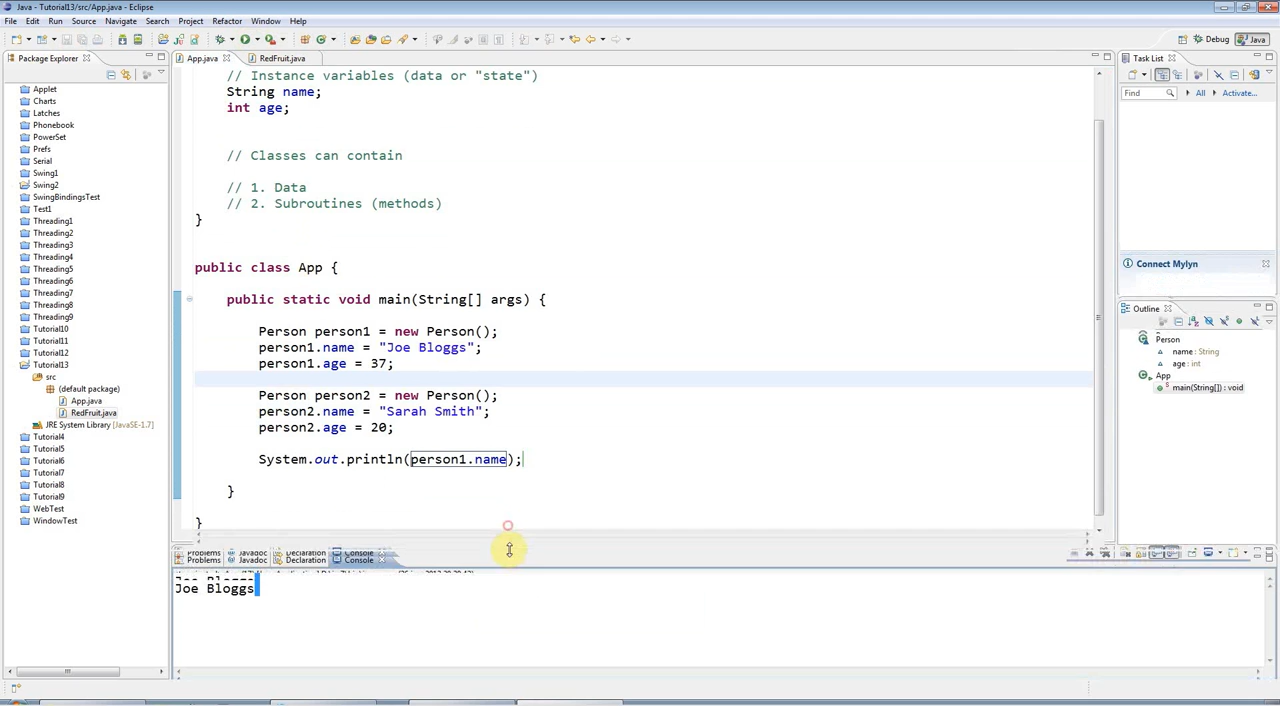 Java - Tutorial13/src/App.java - Eclipse
File Edit Run Source Navigate Search Project Refactor Window Help
Debug Java
Package Explorer
App.java RedFruit.java
Task List
Find All Activate...
Applet
Charts
Latches
Phonebook
PowerSet
Prefs
Serial
Swing1
Swing2
SwingBindingsTest
Test1
Threading1
Threading2
Threading3
Threading4
Threading5
Threading6
Threading7
Threading8
Threading9
Tutorial10
Tutorial11
Tutorial12
Tutorial13
src
(default package)
App.java
RedFruit.java
JRE System Library [JavaSE-1.7]
Tutorial4
Tutorial5
Tutorial6
Tutorial7
Tutorial8
Tutorial9
WebTest
WindowTest
// Instance variables (data or "state")
String name;
int age;
// Classes can contain
// 1. Data
// 2. Subroutines (methods)
}
public class App {
public static void main(String[] args) {
Person person1 = new Person();
person1.name = "Joe Bloggs";
person1.age = 37;
Person person2 = new Person();
person2.name = "Sarah Smith";
person2.age = 20;
System.out.println(person1.name);
}
}
Connect Mylyn
Outline
Person
name : String
age : int
App
main(String[]) : void
Problems Javadoc Declaration Console
Problems Javadoc Declaration Console
Joe Bloggs